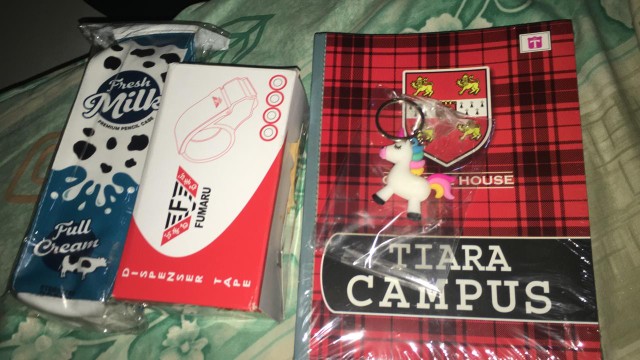 Fresh
Milk
PREMIUM PENCIL CASE
Full
Cream
FUMARU
DISPENSER TAPE
HOUSE
TIARA
CAMPUS